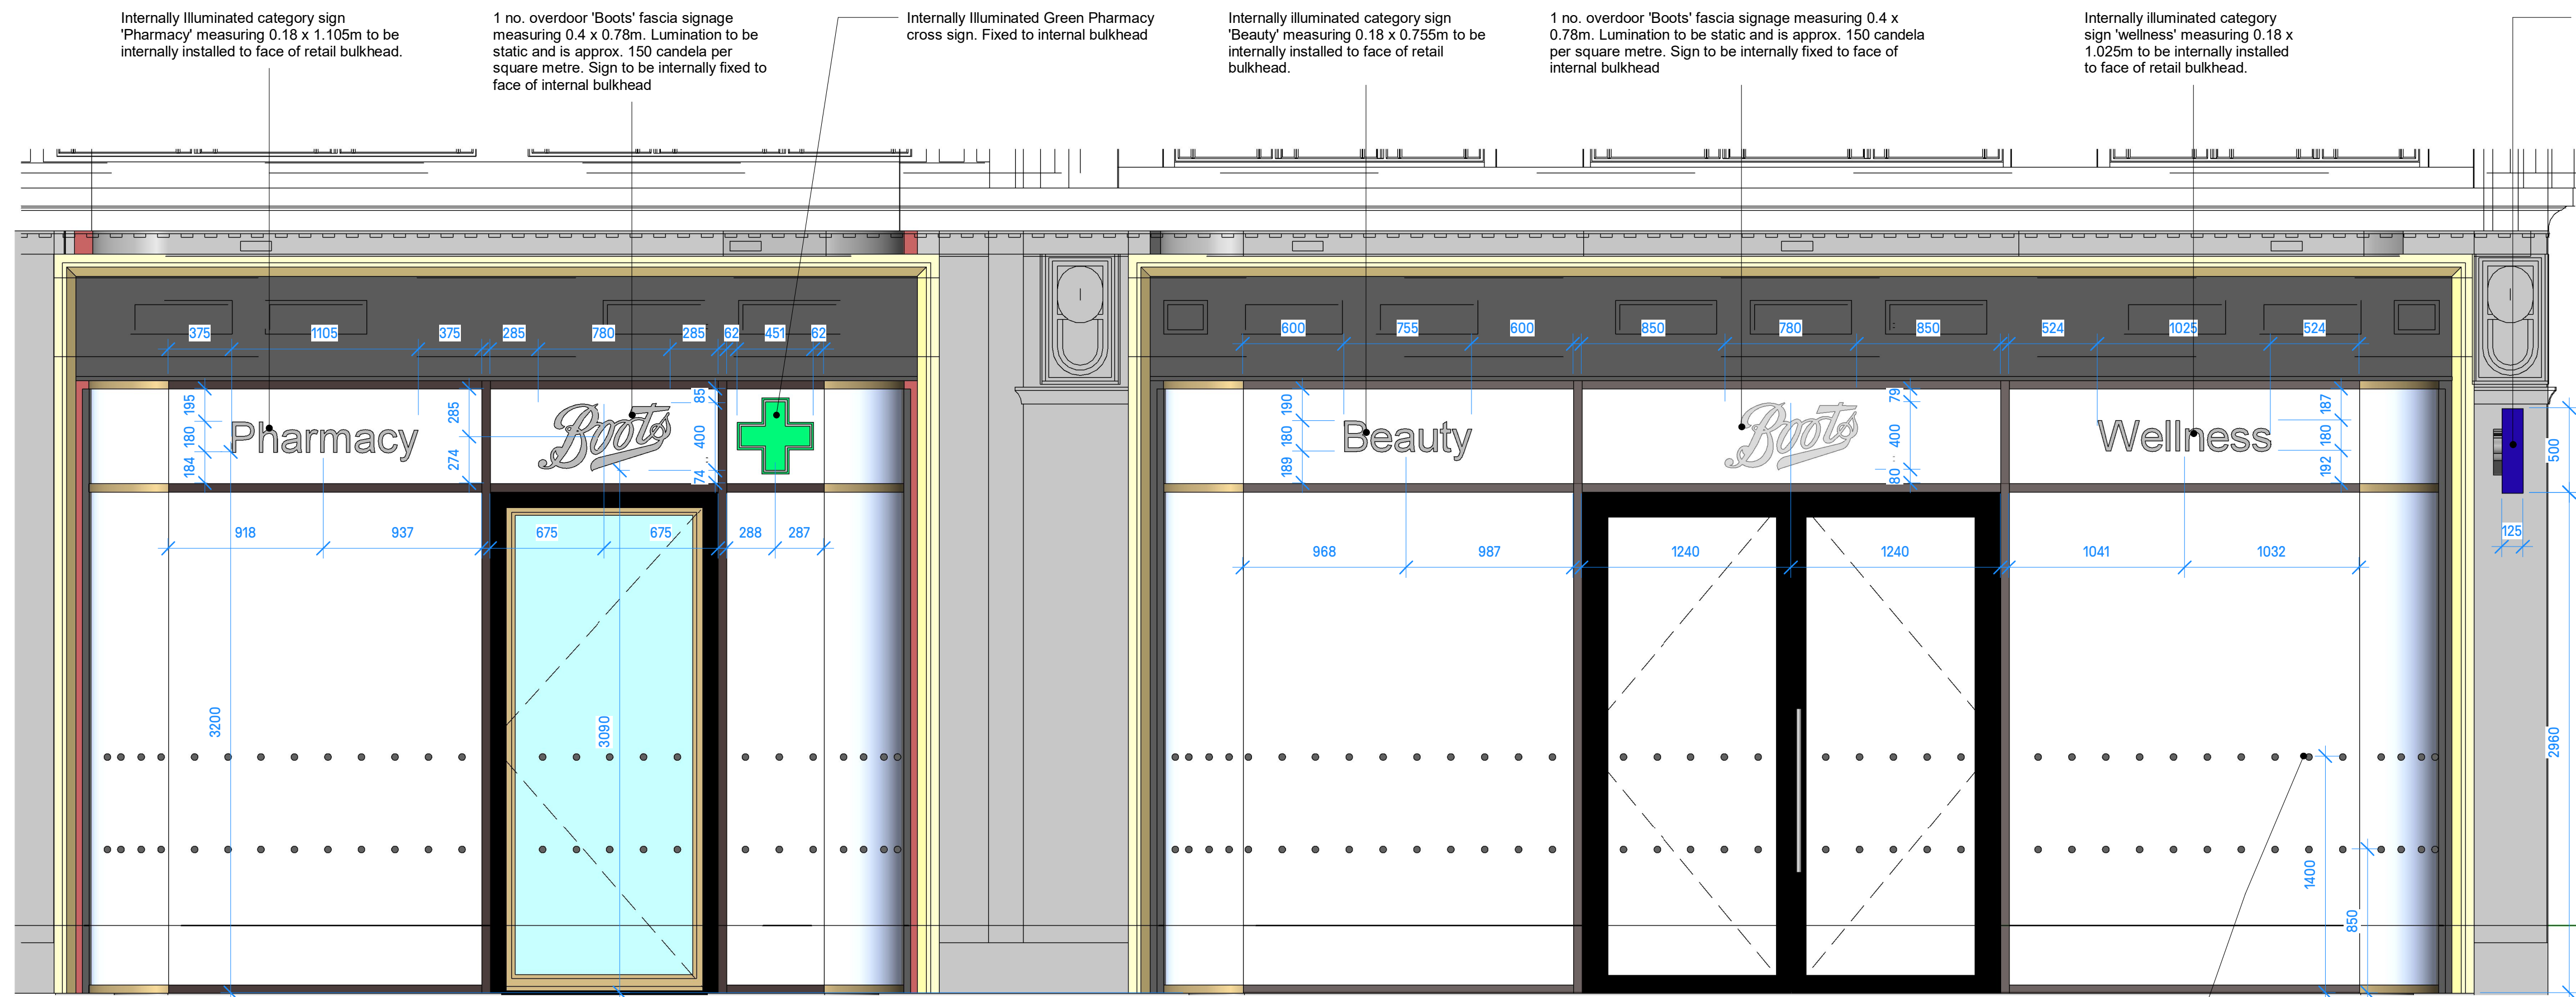 Internally Illuminated category sign
'Pharmacy' measuring 0.18 x 1.105m to be
internally installed to face of retail bulkhead.
1 no. overdoor 'Boots' fascia signage
measuring 0.4 x 0.78m. Lumination to be
static and is approx. 150 candela per
square metre. Sign to be internally fixed to
face of internal bulkhead
Internally Illuminated Green Pharmacy
cross sign. Fixed to internal bulkhead
Internally illuminated category sign
'Beauty' measuring 0.18 x 0.755m to be
internally installed to face of retail
bulkhead.
1 no. overdoor 'Boots' fascia signage measuring 0.4 x
0.78m. Lumination to be static and is approx. 150 candela
per square metre. Sign to be internally fixed to face of
internal bulkhead
Internally illuminated category
sign 'wellness' measuring 0.18 x
1.025m to be internally installed
to face of retail bulkhead.
375 1105 375 285 780 285 62 451 62
600 755 600 850 780 850 524 1025 524
195 180 184
Pharmacy
285 274
Boots
85 400 74
190 180 189
Beauty
Boots
79 400 80
Wellness
187 180 192
500
125
918 937 675 675 288 287
968 987 1240 1240 1041 1032
3200
3090
2960
1400
850